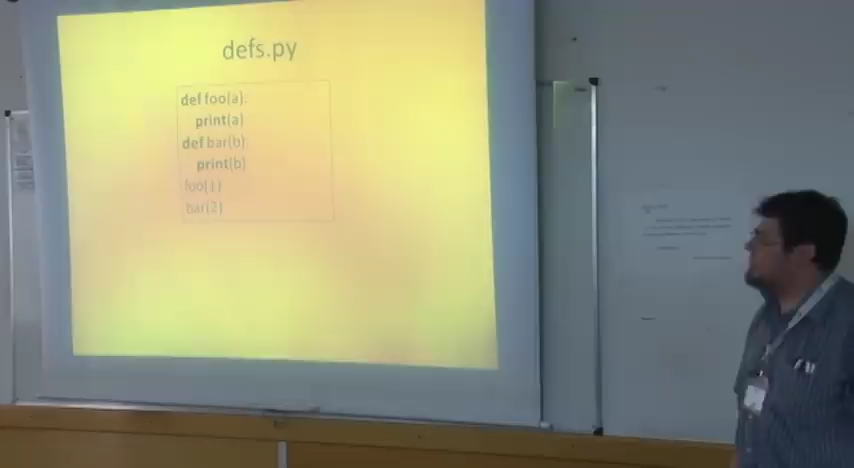 defs.py
def foo(a):
print(a)
def bar(b):
print(b)
foo(1)
bar(2)